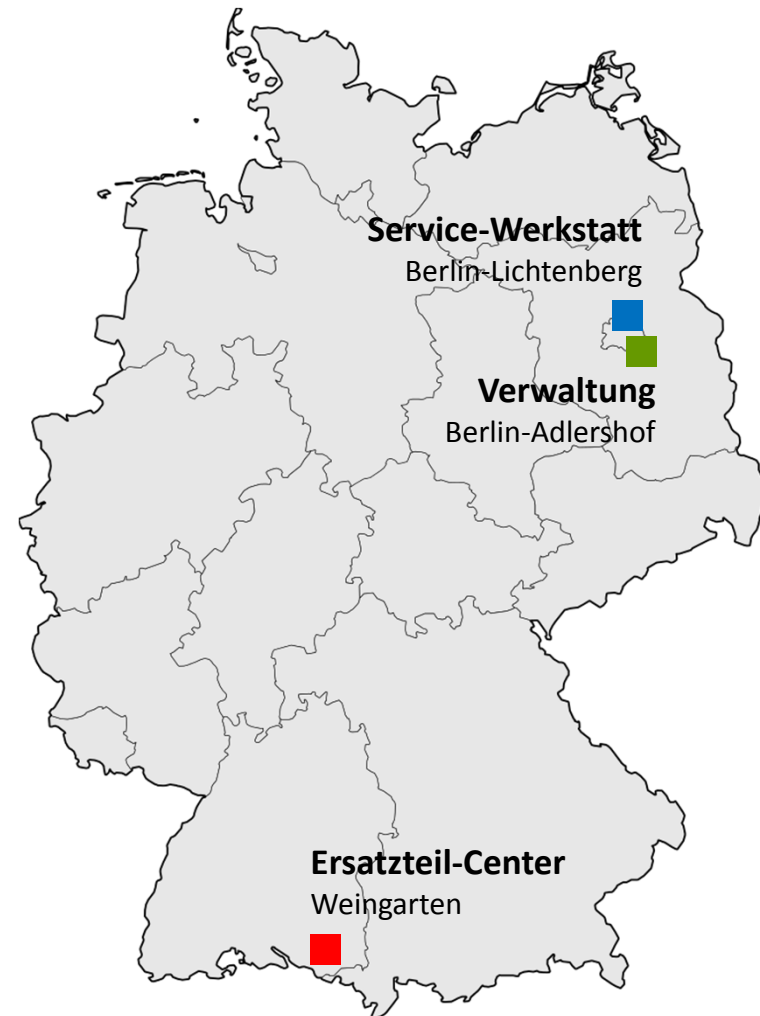 Service-Werkstatt
Berlin-Lichtenberg
Verwaltung
Berlin-Adlershof
Ersatzteil-Center
Weingarten